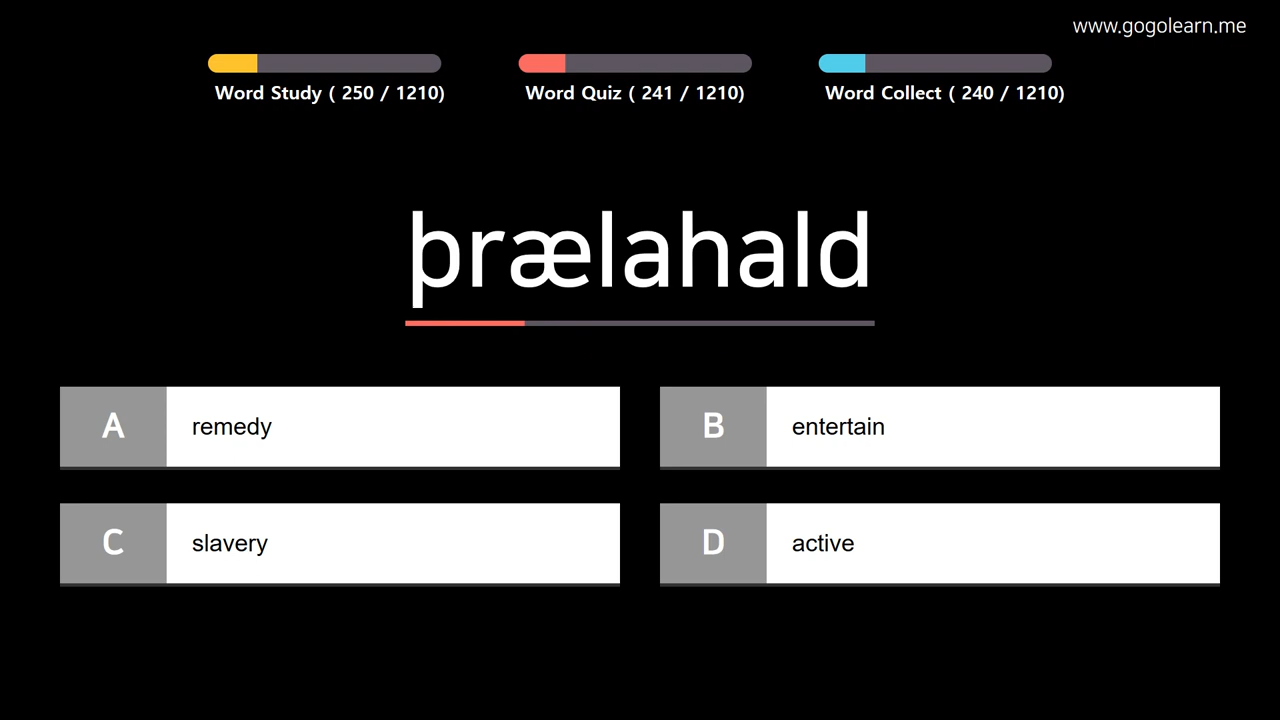 www.gogolearn.me
Word Study ( 250 / 1210)
Word Quiz ( 241 / 1210)
Word Collect ( 240 / 1210)
þrælahald
A remedy
B entertain
C slavery
D active